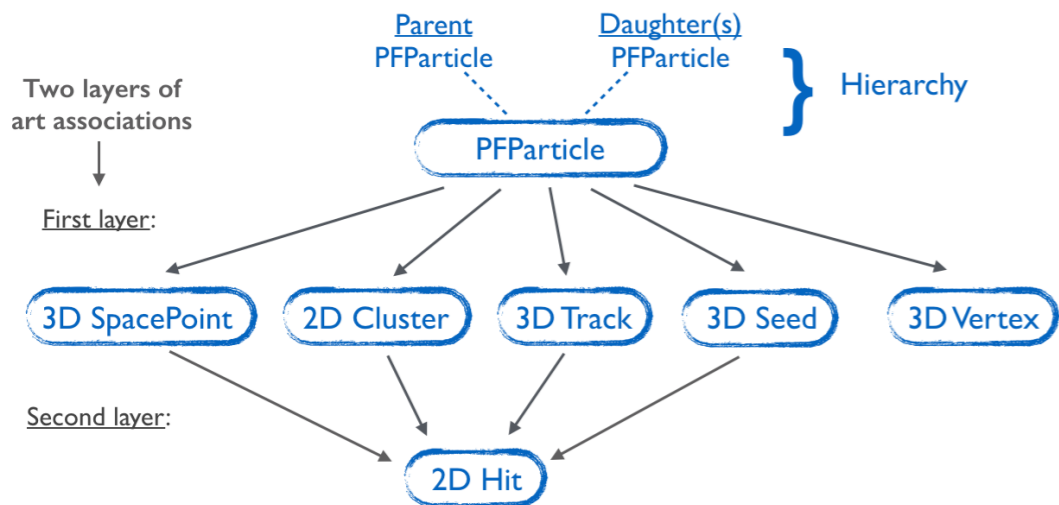 Parent
PFParticle
Daughter(s)
PFParticle
Hierarchy
Two layers of
art associations
PFParticle
First layer:
3D SpacePoint
2D Cluster
3D Track
3D Seed
3D Vertex
Second layer:
2D Hit